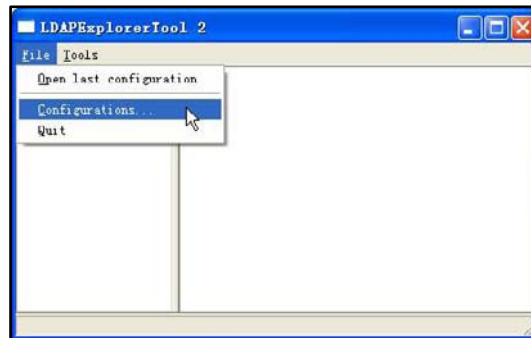 LDAPExplorerTool 2
File Tools
Open last configuration
Configurations...
Quit